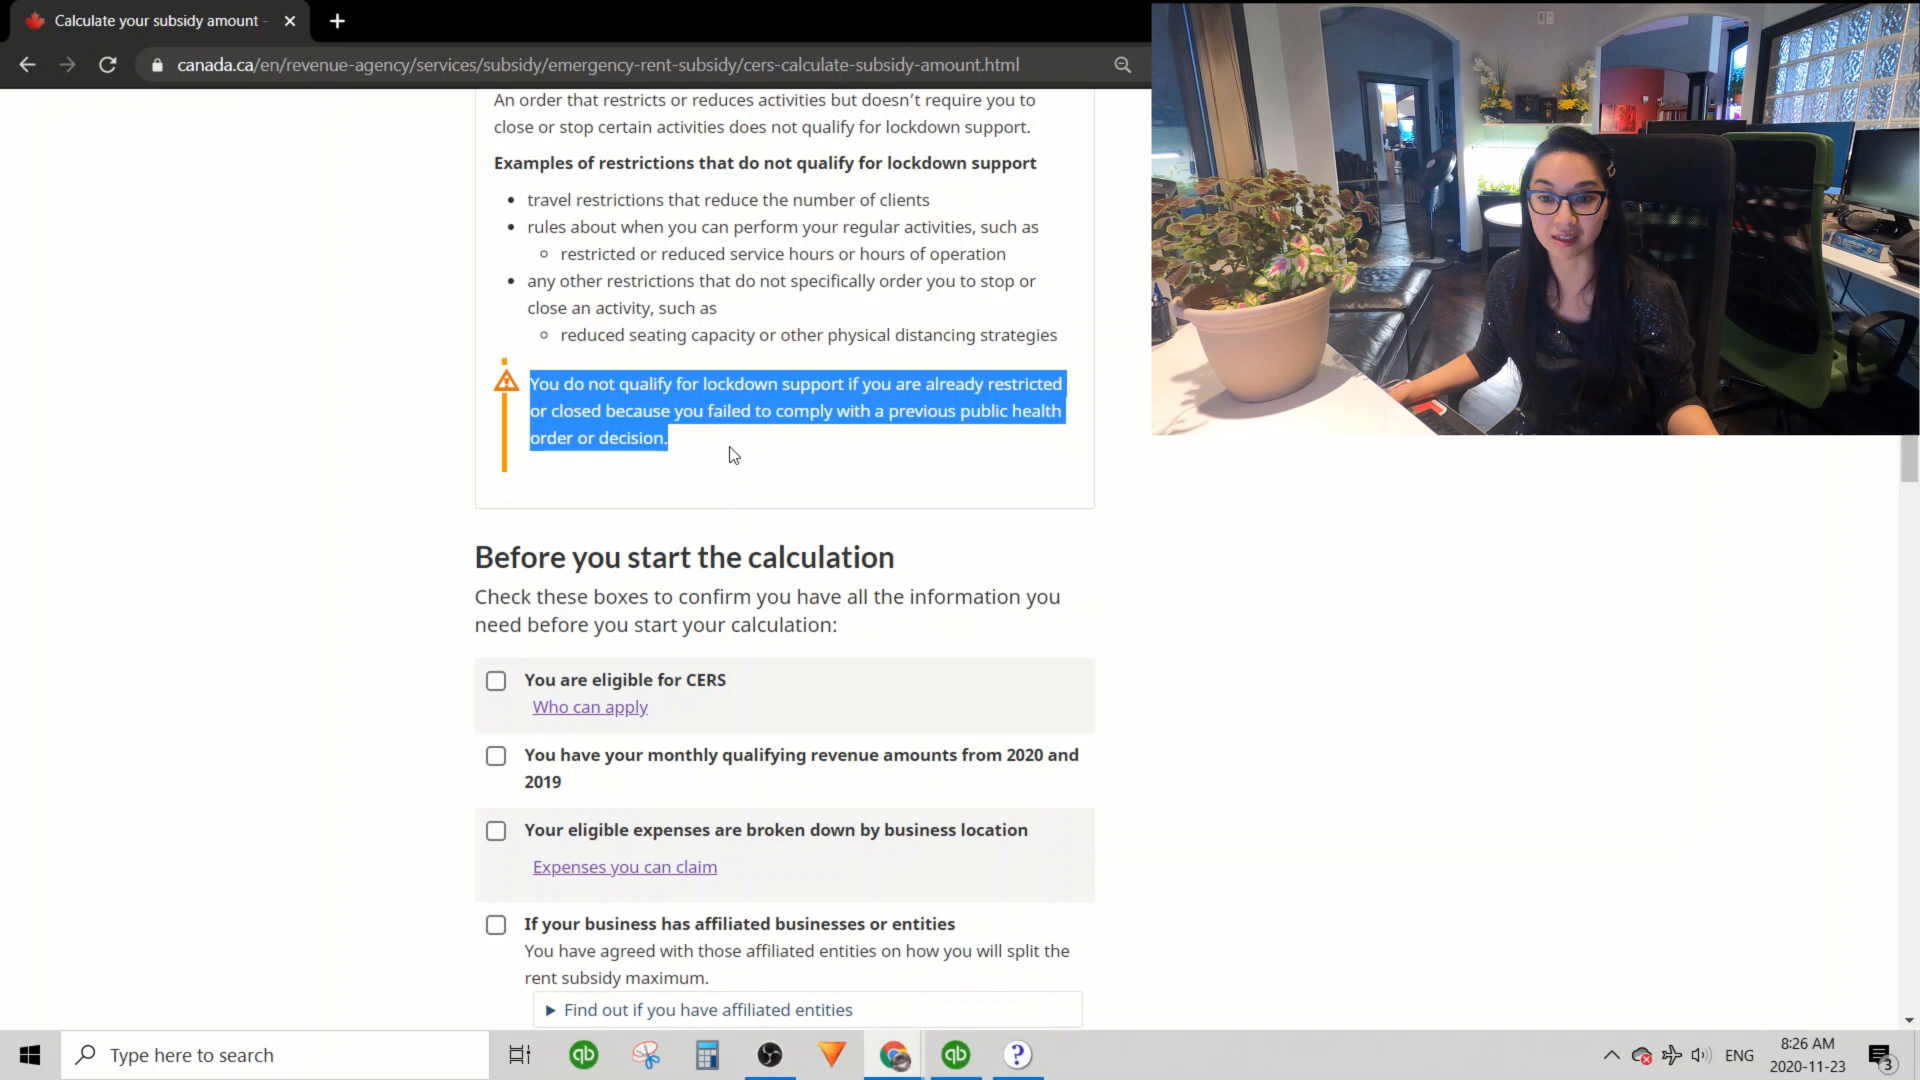 Calculate your subsidy amount -
canada.ca/en/revenue-agency/services/subsidy/emergency-rent-subsidy/cers-calculate-subsidy-amount.html
An order that restricts or reduces activities but doesn't require you to
close or stop certain activities does not qualify for lockdown support.
Examples of restrictions that do not qualify for lockdown support
• travel restrictions that reduce the number of clients
• rules about when you can perform your regular activities, such as
○ restricted or reduced service hours or hours of operation
• any other restrictions that do not specifically order you to stop or
close an activity, such as
○ reduced seating capacity or other physical distancing strategies
You do not qualify for lockdown support if you are already restricted
or closed because you failed to comply with a previous public health
order or decision.
Before you start the calculation
Check these boxes to confirm you have all the information you
need before you start your calculation:
You are eligible for CERS
Who can apply
You have your monthly qualifying revenue amounts from 2020 and
2019
Your eligible expenses are broken down by business location
Expenses you can claim
If your business has affiliated businesses or entities
You have agreed with those affiliated entities on how you will split the
rent subsidy maximum.
▶ Find out if you have affiliated entities
Type here to search
qb
qb
?
ENG
8:26 AM
2020-11-23
3